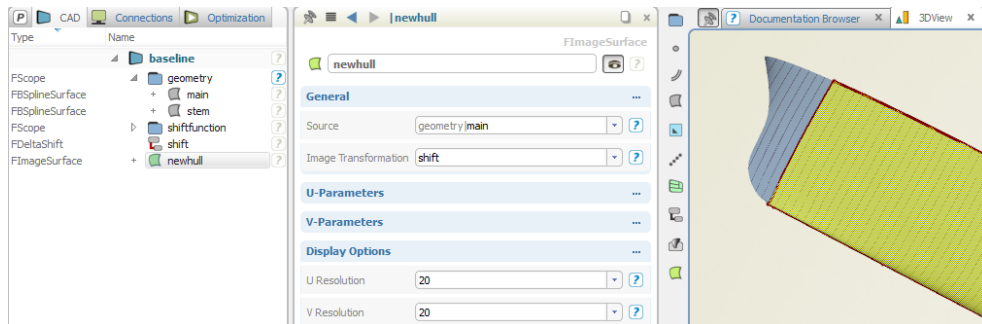 P CAD Connections Optimization
Type Name
baseline ?
FScope geometry ?
FBSplineSurface + main ?
FBSplineSurface + stem ?
FScope shiftfunction ?
FDeltaShift shift ?
FImageSurface + newhull ?
|newhull
FImageSurface
newhull ?
General ...
Source geometry|main ?
Image Transformation shift ?
U-Parameters ...
V-Parameters ...
Display Options ...
U Resolution 20 ?
V Resolution 20 ?
? Documentation Browser X 3DView X